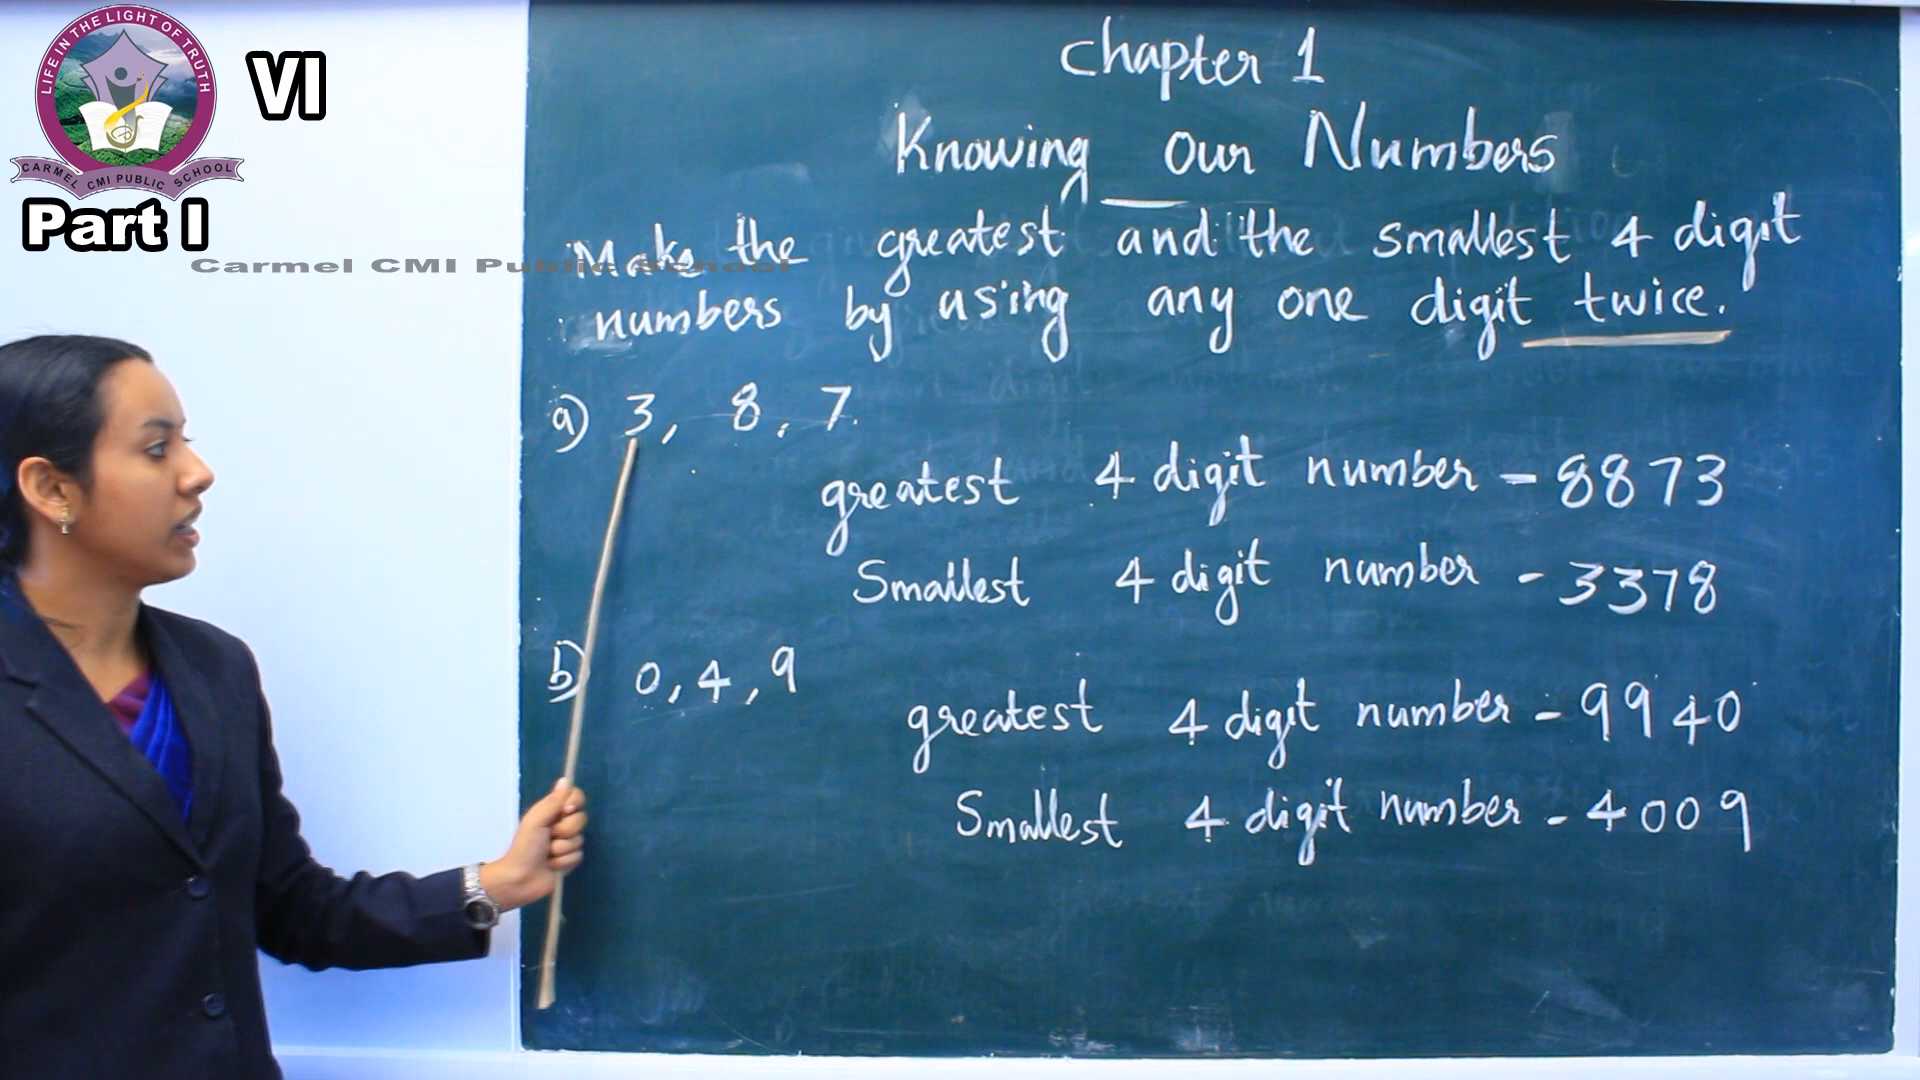 LIFE IN THE LIGHT OF TRUTH
CARMEL CMI PUBLIC SCHOOL
VI
Part I
Carmel CMI Public School
Chapter 1
Knowing Our Numbers
Make the greatest and the smallest 4 digit
numbers by using any one digit twice.
a) 3, 8, 7.
greatest 4 digit number - 8873
Smallest 4 digit number - 3378
b) 0, 4, 9
greatest 4 digit number - 9940
Smallest 4 digit number - 4009